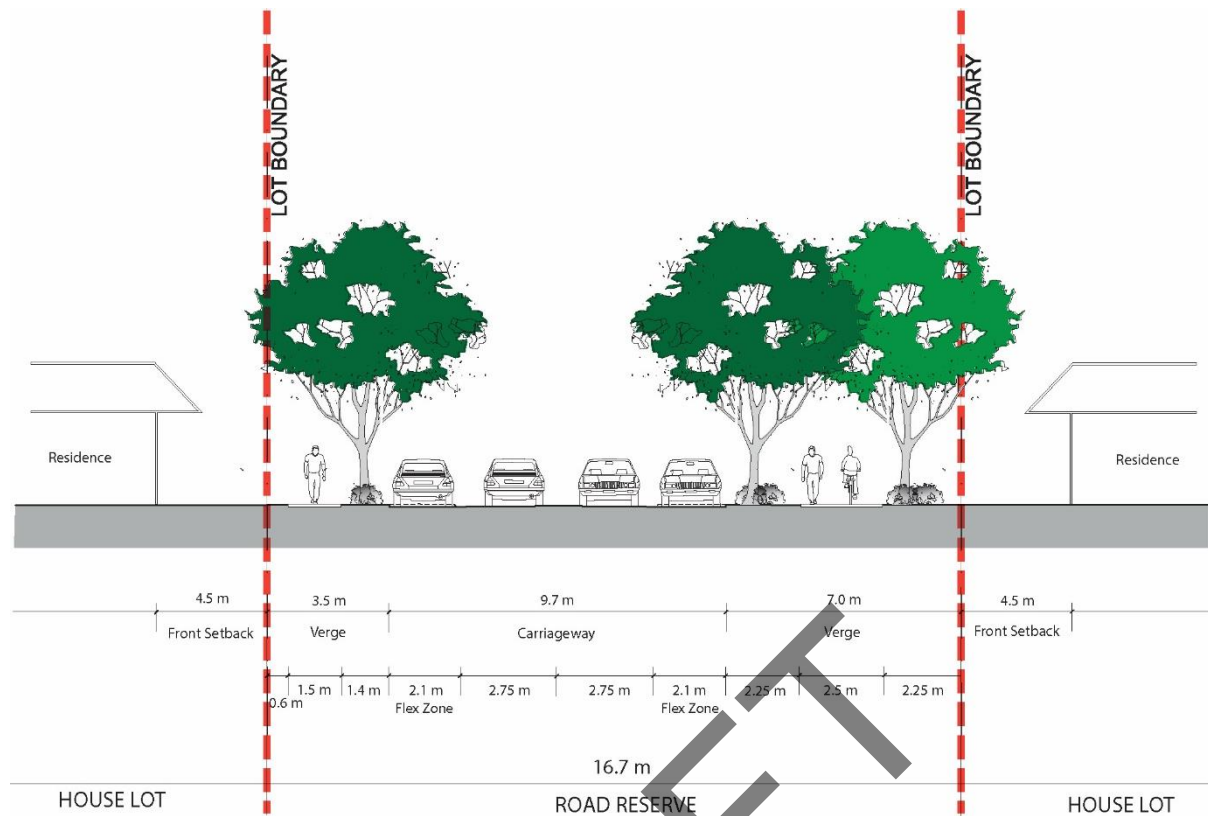 LOT BOUNDARY
LOT BOUNDARY
Residence
Residence
4.5 m
3.5 m
9.7 m
7.0 m
4.5 m
Front Setback
Verge
Carriageway
Verge
Front Setback
0.6 m
1.5 m
1.4 m
2.1 m
2.75 m
2.75 m
2.1 m
2.25 m
2.5 m
2.25 m
Flex Zone
Flex Zone
16.7 m
HOUSE LOT
ROAD RESERVE
HOUSE LOT
ET